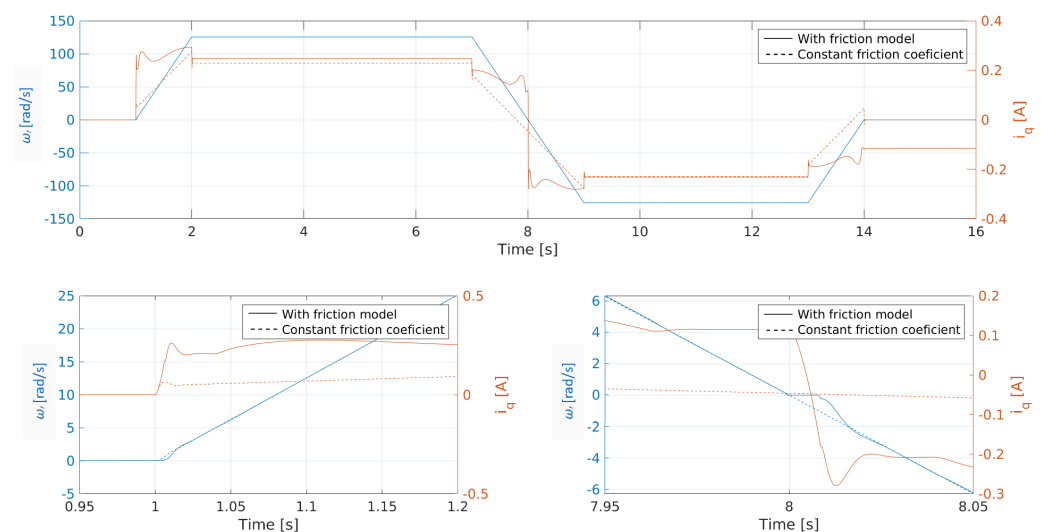 150
100
50
0
-50
-100
-150
ω_r [rad/s]
0.4
0.2
0
-0.2
-0.4
i_q [A]
With friction model
Constant friction coeficient
0 2 4 6 8 10 12 14 16
Time [s]
25
20
15
10
5
0
-5
ω_r [rad/s]
0.5
0
-0.5
i_q [A]
With friction model
Constant friction coeficient
0.95 1 1.05 1.1 1.15 1.2
Time [s]
6
4
2
0
-2
-4
-6
ω_r [rad/s]
0.2
0.1
0
-0.1
-0.2
-0.3
i_q [A]
With friction model
Constant friction coeficient
7.95 8 8.05
Time [s]